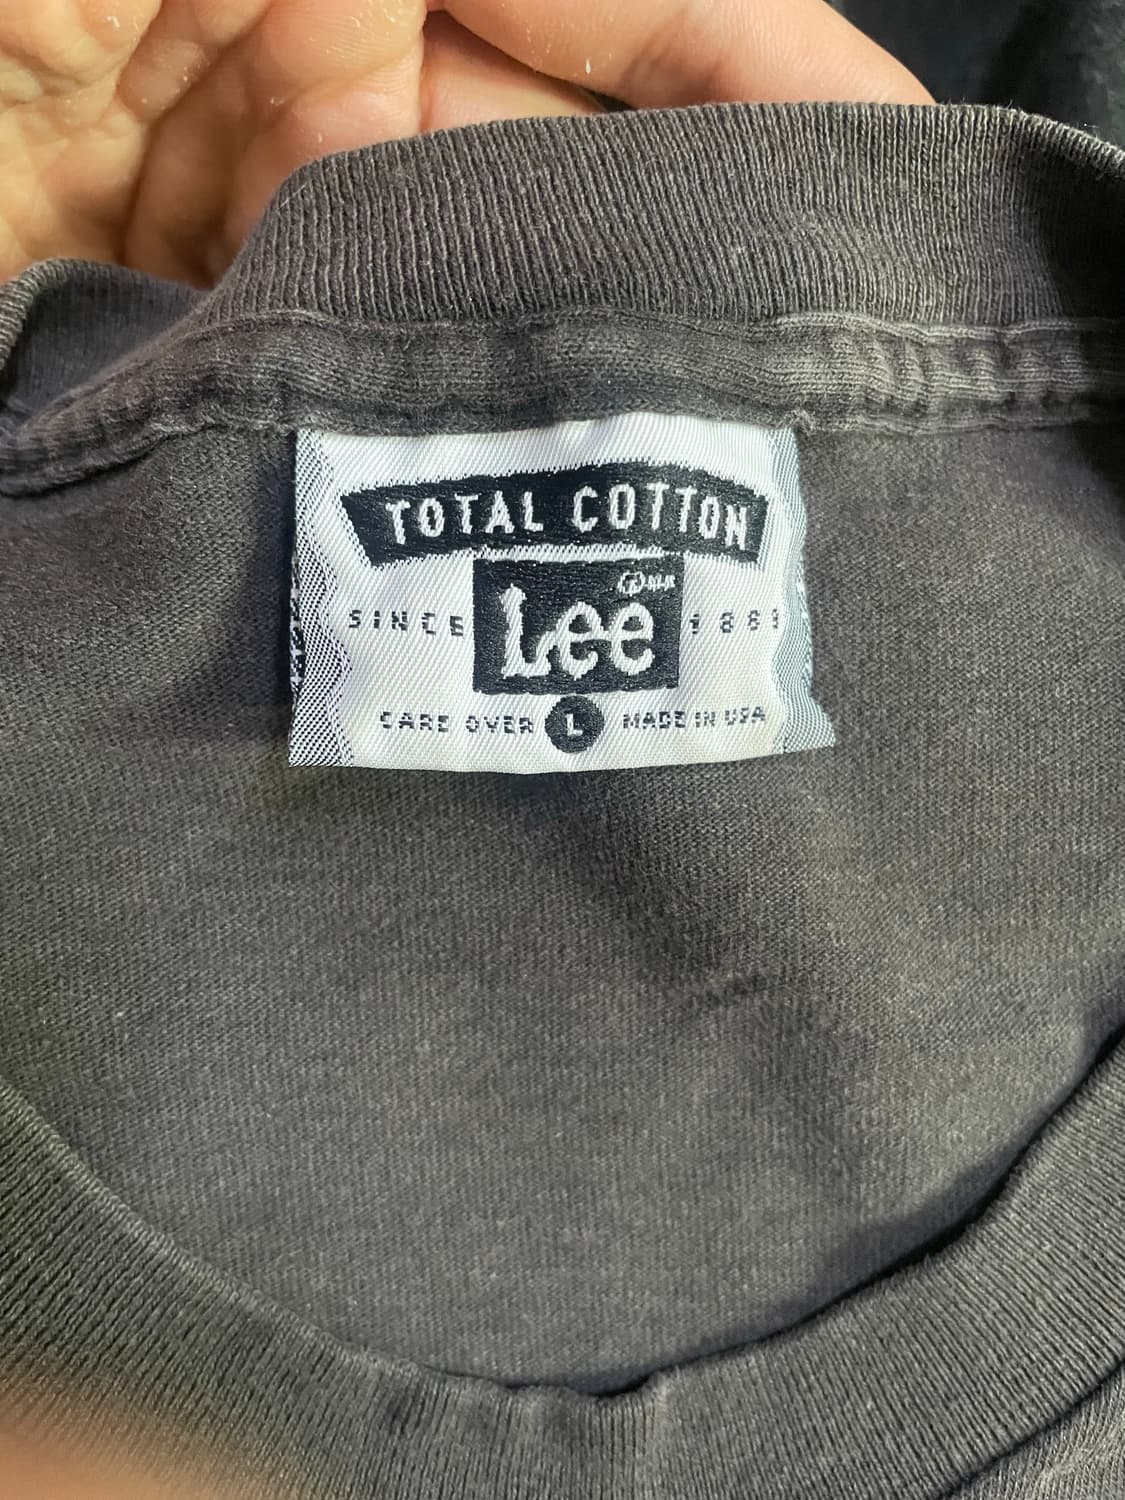 TOTAL COTTON
Lee
SINCE 1889
CARE OVER L MADE IN USA